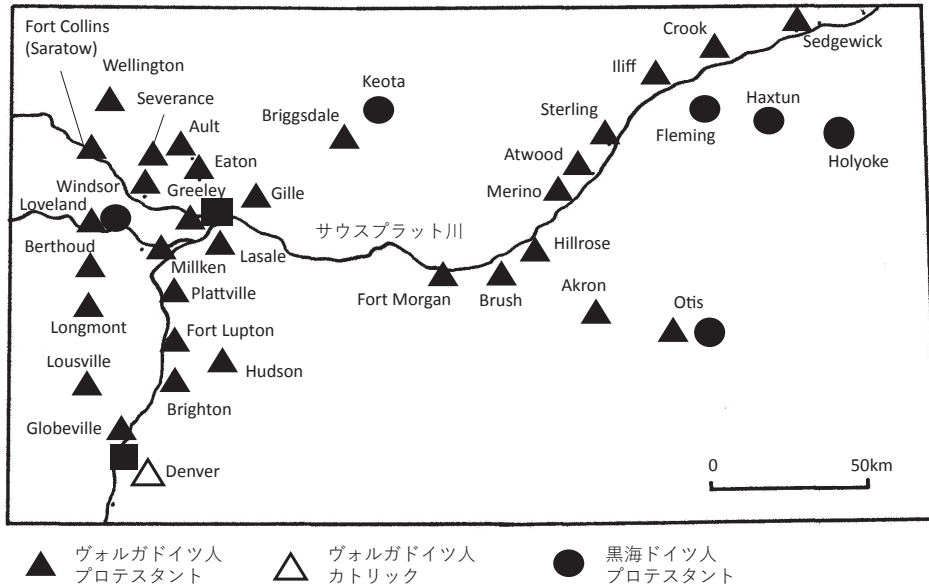 Fort Collins
(Saratow)
Wellington
Severance
Ault
Eaton
Windsor
Greeley
Gille
Loveland
Berthoud
Millken
Lasale
Plattville
Longmont
Fort Lupton
Lousville
Hudson
Brighton
Globeville
Denver
Keota
Briggsdale
サウスプラット川
Crook
Sedgewick
Iliff
Sterling
Fleming
Haxtun
Holyoke
Atwood
Merino
Hillrose
Fort Morgan
Brush
Akron
Otis
0
50km
ヴォルガドイツ人
プロテスタント
ヴォルガドイツ人
カトリック
黒海ドイツ人
プロテスタント